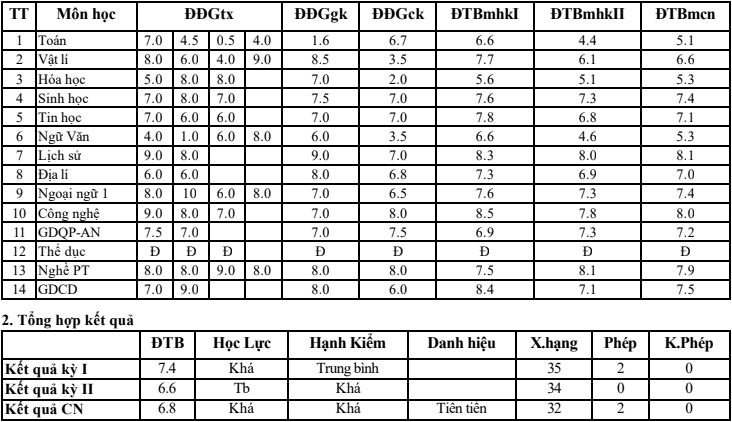 TT Môn học ĐĐGtx ĐĐGgk ĐĐGck ĐTBmhkI ĐTBmhkII ĐTBmcn
1 Toán 7.0 4.5 0.5 4.0 1.6 6.7 6.6 4.4 5.1
2 Vật lí 8.0 6.0 4.0 9.0 8.5 3.5 7.7 6.1 6.6
3 Hóa học 5.0 8.0 8.0 7.0 2.0 5.6 5.1 5.3
4 Sinh học 7.0 8.0 7.0 7.5 7.0 7.6 7.3 7.4
5 Tin học 7.0 6.0 6.0 7.0 7.0 7.8 6.8 7.1
6 Ngữ Văn 4.0 1.0 6.0 8.0 6.0 3.5 6.6 4.6 5.3
7 Lịch sử 9.0 8.0 9.0 7.0 8.3 8.0 8.1
8 Địa lí 6.0 6.0 8.0 6.8 7.3 6.9 7.0
9 Ngoại ngữ 1 8.0 10 6.0 8.0 7.0 6.5 7.6 7.3 7.4
10 Công nghệ 9.0 8.0 7.0 7.0 8.0 8.5 7.8 8.0
11 GDQP-AN 7.5 7.0 7.0 7.5 6.9 7.3 7.2
12 Thể dục Đ Đ Đ Đ Đ Đ Đ Đ
13 Nghề PT 8.0 8.0 9.0 8.0 8.0 8.0 7.5 8.1 7.9
14 GDCD 7.0 9.0 8.0 6.0 8.4 7.1 7.5
2. Tổng hợp kết quả
ĐTB Học Lực Hạnh Kiểm Danh hiệu X.hạng Phép K.Phép
Kết quả kỳ I 7.4 Khá Trung bình 35 2 0
Kết quả kỳ II 6.6 Tb Khá 34 0 0
Kết quả CN 6.8 Khá Khá Tiên tiên 32 2 0